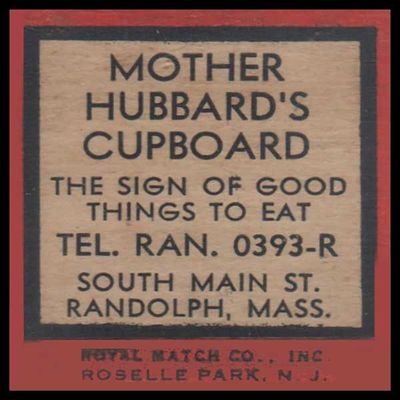 MOTHER
HUBBARD'S
CUPBOARD
THE SIGN OF GOOD
THINGS TO EAT
TEL. RAN. 0393-R
SOUTH MAIN ST.
RANDOLPH, MASS.
ROYAL MATCH CO., INC
ROSELLE PARK, N. J.